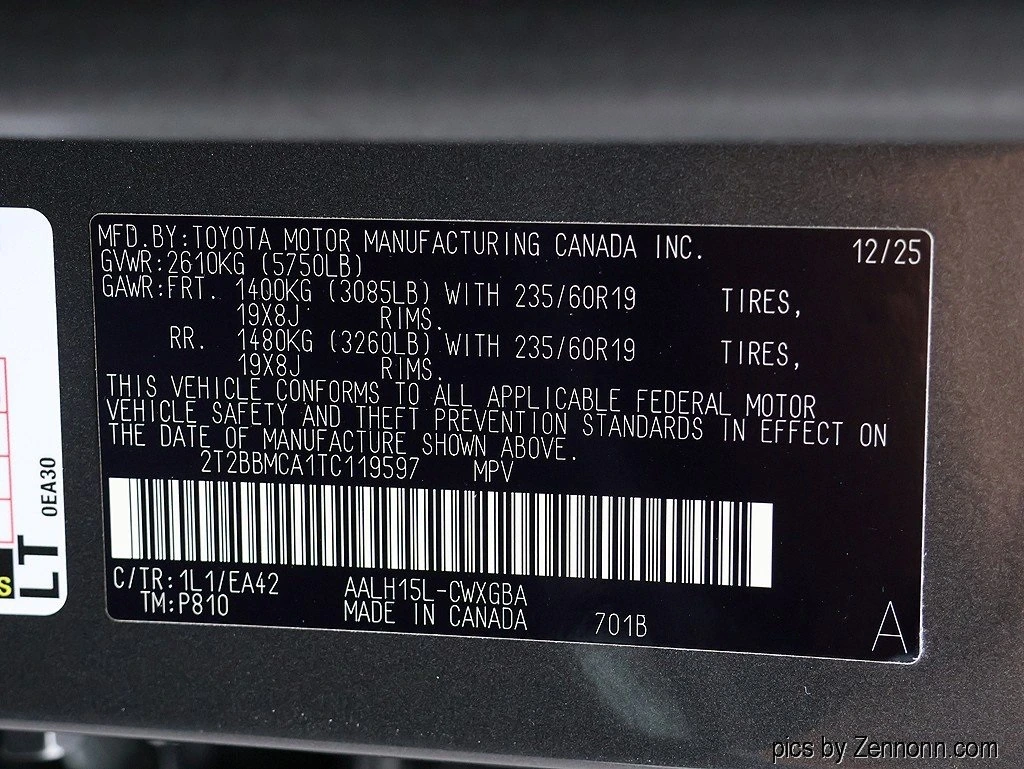 MFD.BY:TOYOTA MOTOR MANUFACTURING CANADA INC. 12/25
GVWR:2610KG (5750LB)
GAWR:FRT. 1400KG (3085LB) WITH 235/60R19 TIRES,
19X8J RIMS.
RR. 1480KG (3260LB) WITH 235/60R19 TIRES,
19X8J RIMS.
THIS VEHICLE CONFORMS TO ALL APPLICABLE FEDERAL MOTOR
VEHICLE SAFETY AND THEFT PREVENTION STANDARDS IN EFFECT ON
THE DATE OF MANUFACTURE SHOWN ABOVE.
2T2BBMCA1TC119597 MPV
C/TR:1L1/EA42 AALH15L-CWXGBA
TM:P810 MADE IN CANADA 701B
A
0EA30
LT
S
pics by Zennonn.com